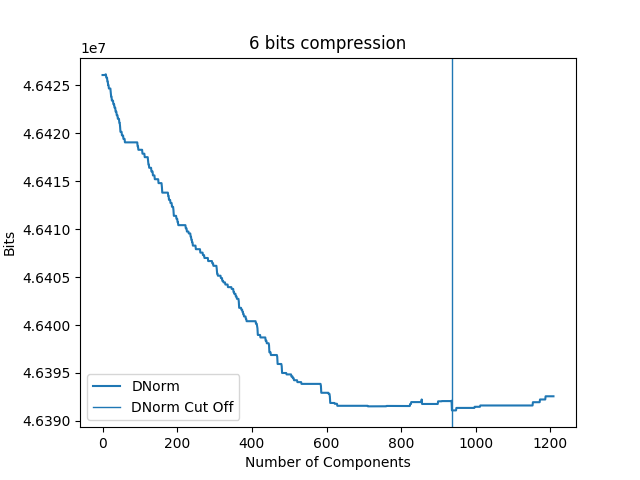 6 bits compression
1e7
4.6425
4.6420
4.6415
4.6410
4.6405
4.6400
4.6395
4.6390
Bits
DNorm
DNorm Cut Off
0 200 400 600 800 1000 1200
Number of Components